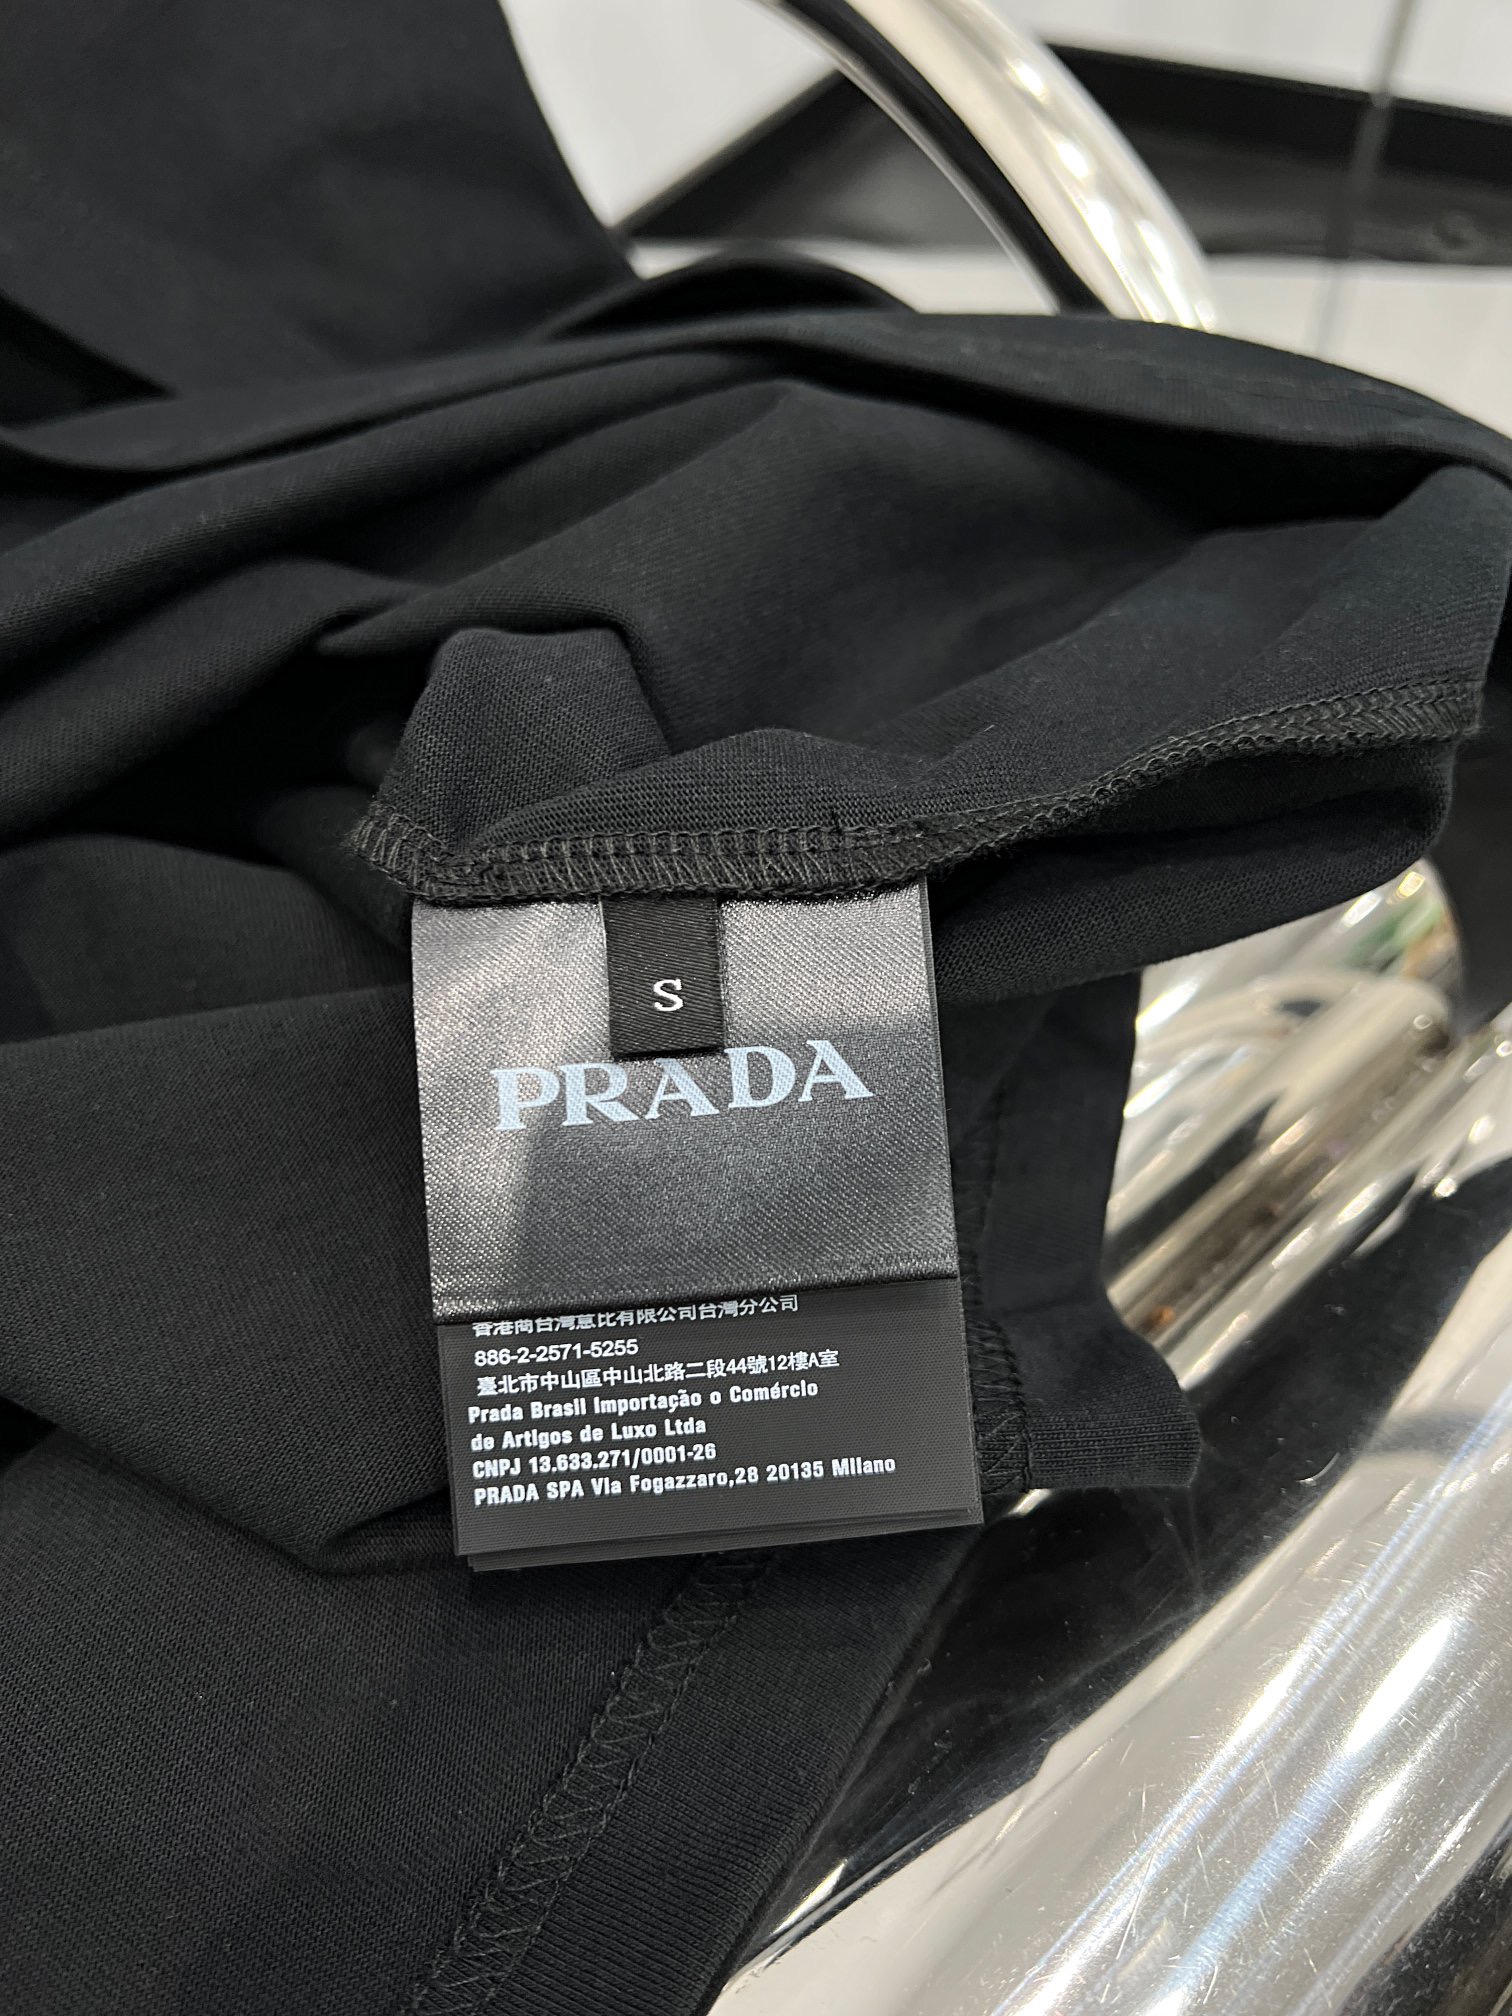 S
PRADA
香港商台灣意比有限公司台灣分公司
886-2-2571-5255
臺北市中山區中山北路二段44號12樓A室
Prada Brasil Importação o Comércio
de Artigos de Luxo Ltda
CNPJ 13.633.271/0001-26
PRADA SPA Via Fogazzaro,28 20135 Milano